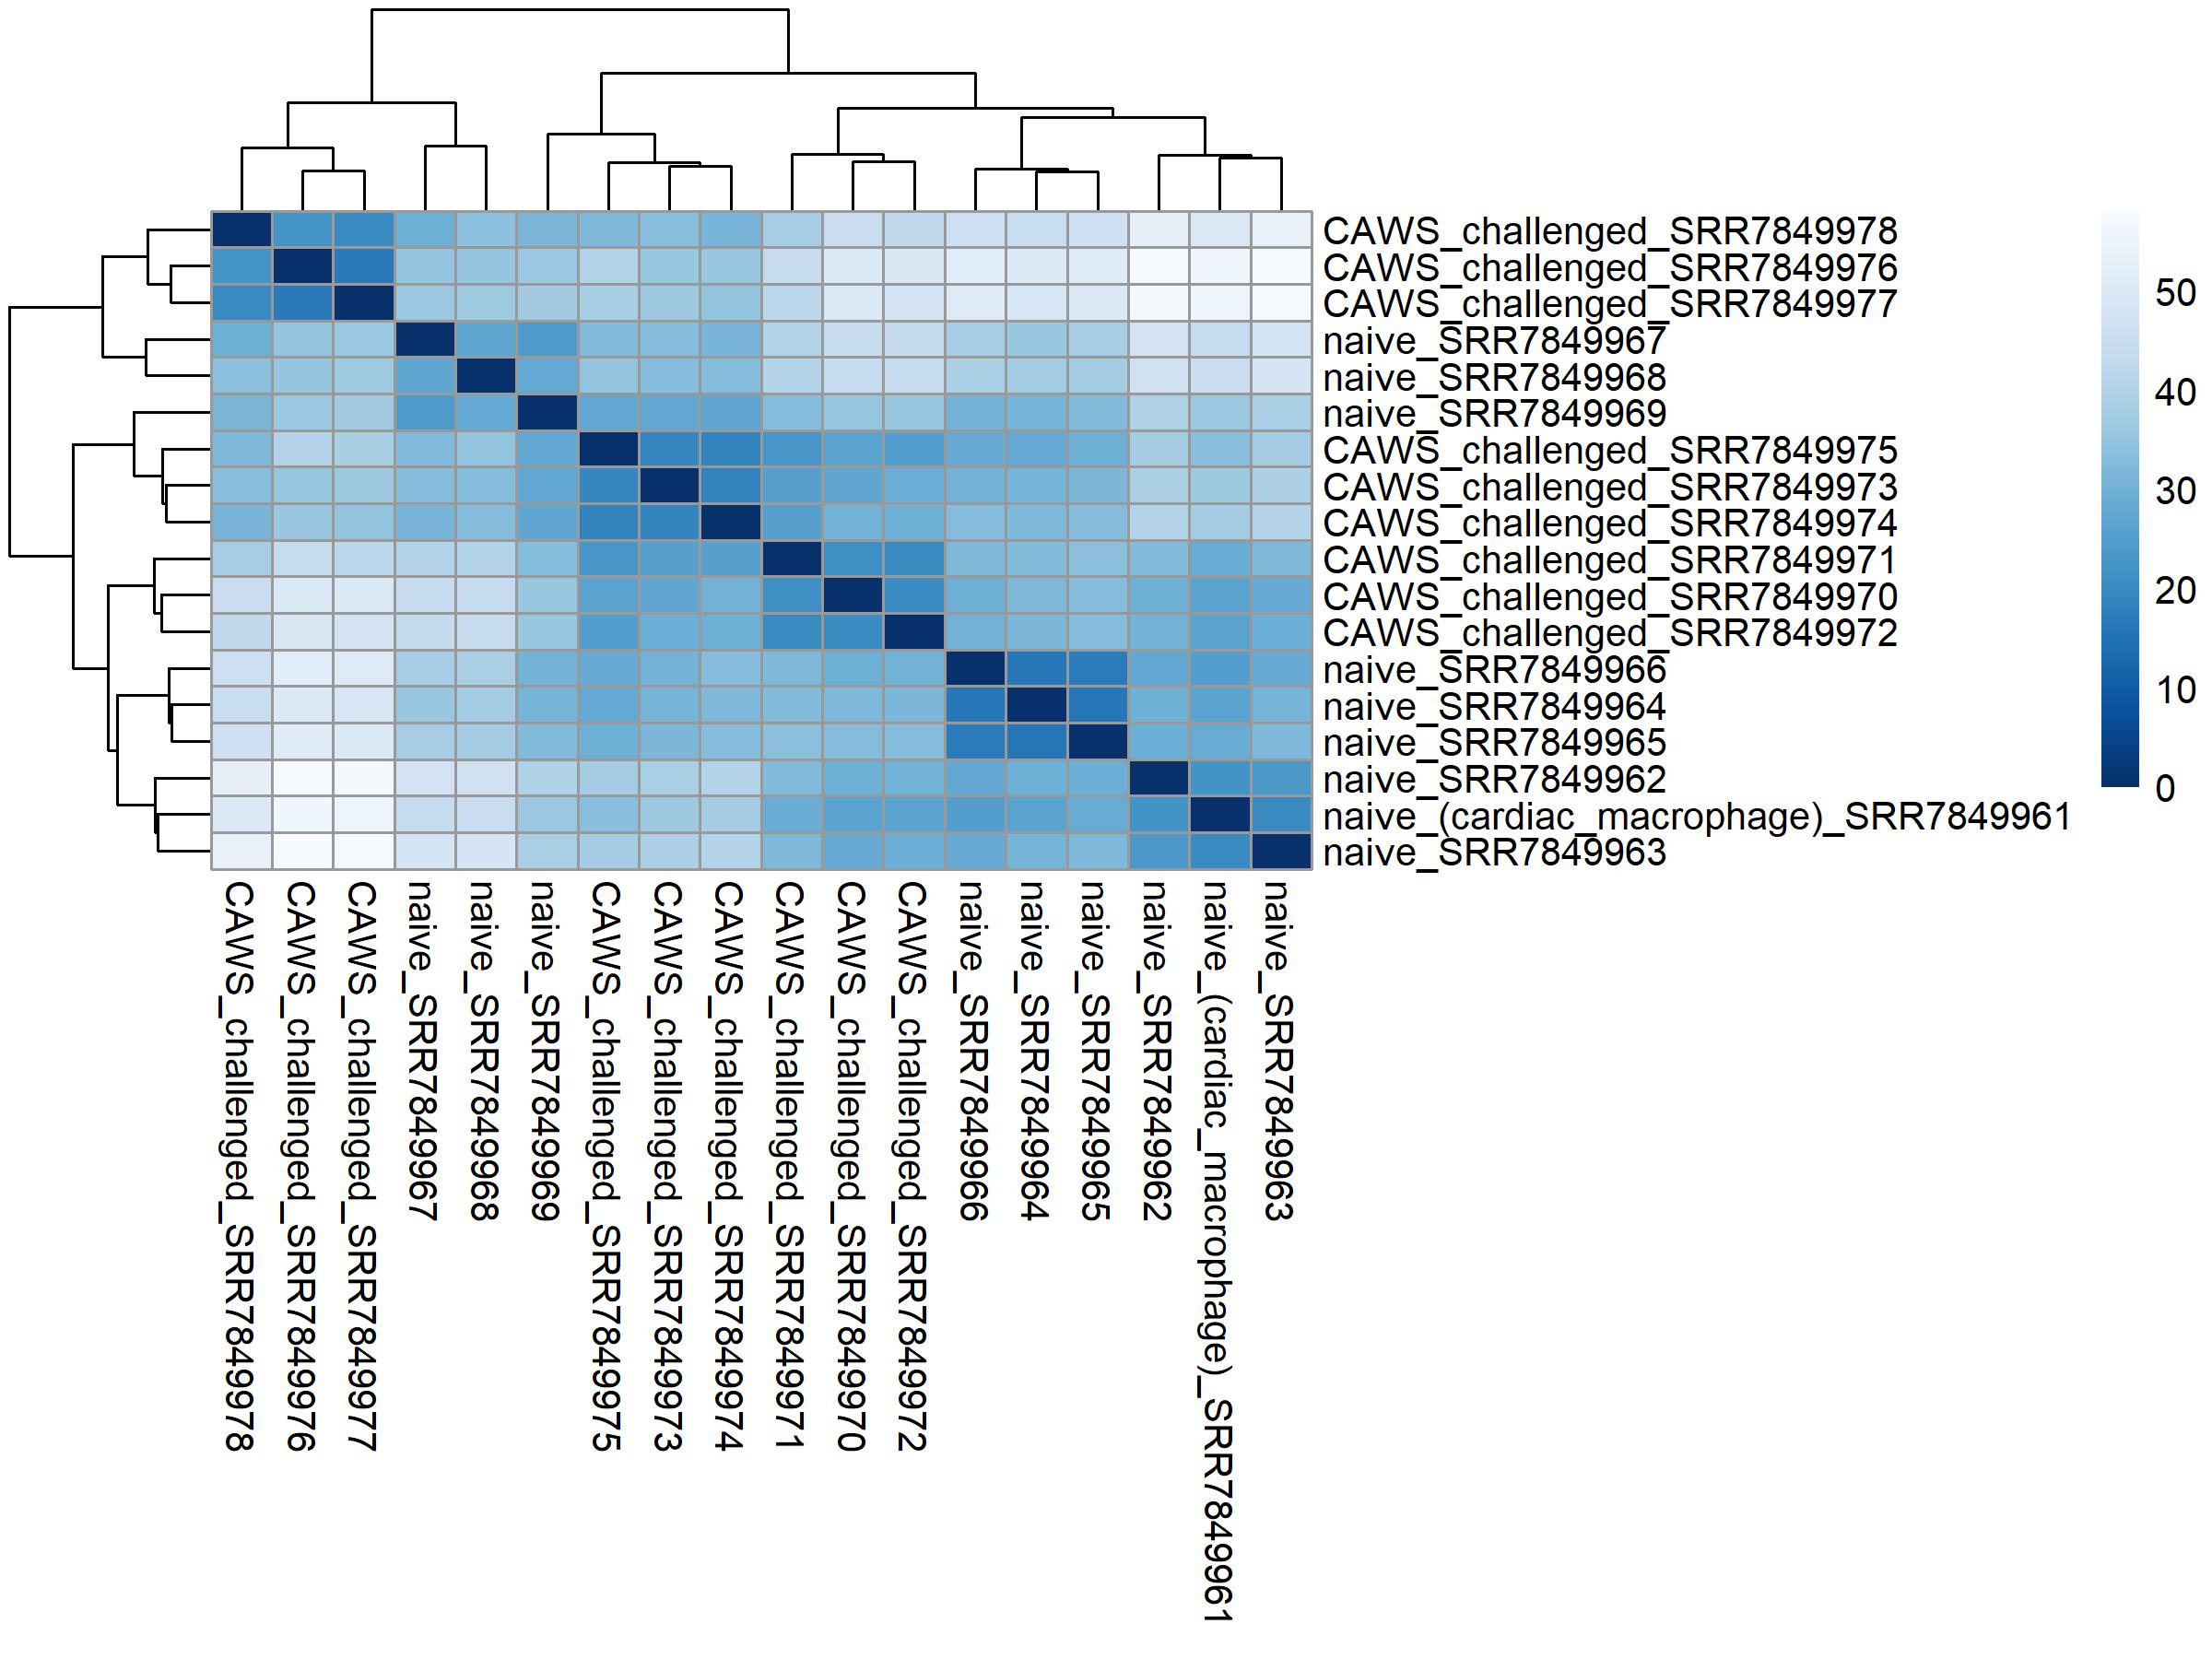 CAWS_challenged_SRR7849978
CAWS_challenged_SRR7849976
CAWS_challenged_SRR7849977
naive_SRR7849967
naive_SRR7849968
naive_SRR7849969
CAWS_challenged_SRR7849975
CAWS_challenged_SRR7849973
CAWS_challenged_SRR7849974
CAWS_challenged_SRR7849971
CAWS_challenged_SRR7849970
CAWS_challenged_SRR7849972
naive_SRR7849966
naive_SRR7849964
naive_SRR7849965
naive_SRR7849962
naive_(cardiac_macrophage)_SRR7849961
naive_SRR7849963
50
40
30
20
10
0
CAWS_challenged_SRR7849978
CAWS_challenged_SRR7849976
CAWS_challenged_SRR7849977
naive_SRR7849967
naive_SRR7849968
naive_SRR7849969
CAWS_challenged_SRR7849975
CAWS_challenged_SRR7849973
CAWS_challenged_SRR7849974
CAWS_challenged_SRR7849971
CAWS_challenged_SRR7849970
CAWS_challenged_SRR7849972
naive_SRR7849966
naive_SRR7849964
naive_SRR7849965
naive_SRR7849962
naive_(cardiac_macrophage)_SRR7849961
naive_SRR7849963